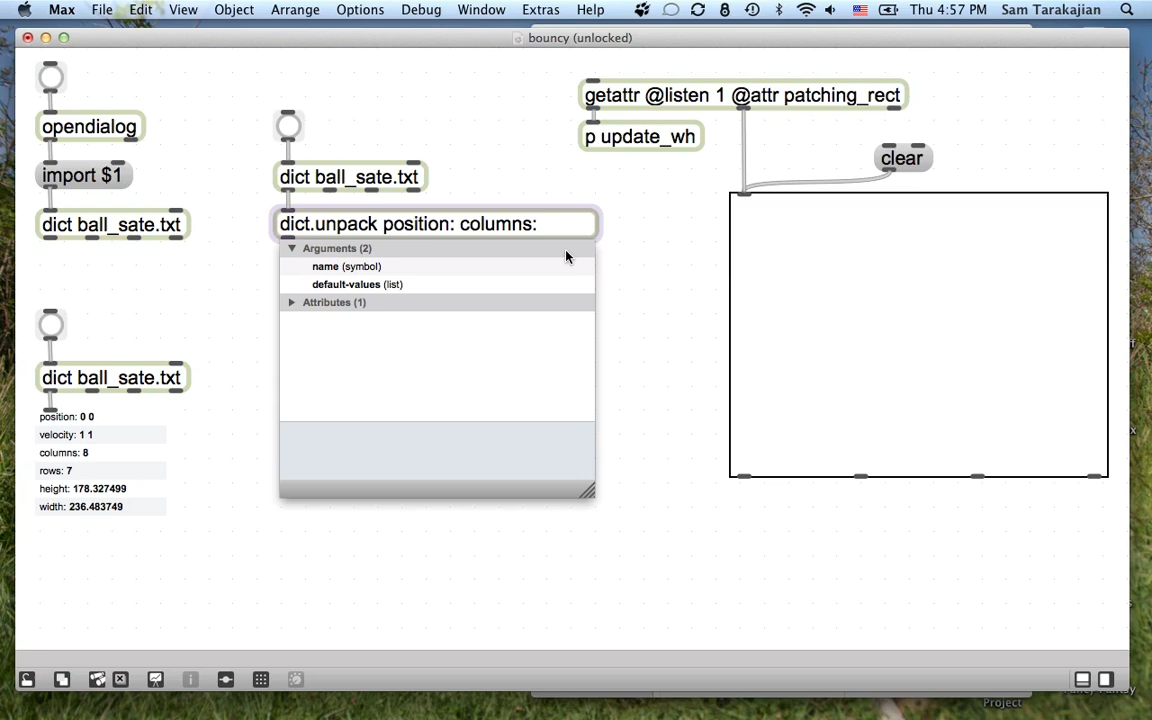 Max File Edit View Object Arrange Options Debug Window Extras Help Thu 4:57 PM Sam Tarakajian
bouncy (unlocked)
opendialog
import $1
dict ball_sate.txt
dict ball_sate.txt
position: 0 0
velocity: 1 1
columns: 8
rows: 7
height: 178.327499
width: 236.483749
dict ball_sate.txt
dict.unpack position: columns:
Arguments (2)
name (symbol)
default-values (list)
Attributes (1)
getattr @listen 1 @attr patching_rect
p update_wh
clear
Project